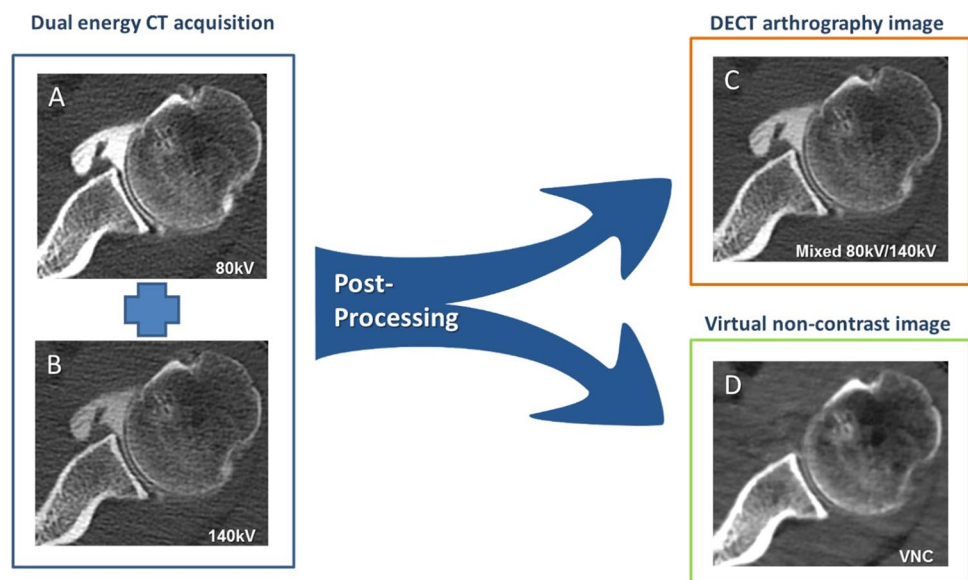 Dual energy CT acquisition
A
80kV
B
140kV
Post-
Processing
DECT arthrography image
C
Mixed 80kV/140kV
Virtual non-contrast image
D
VNC